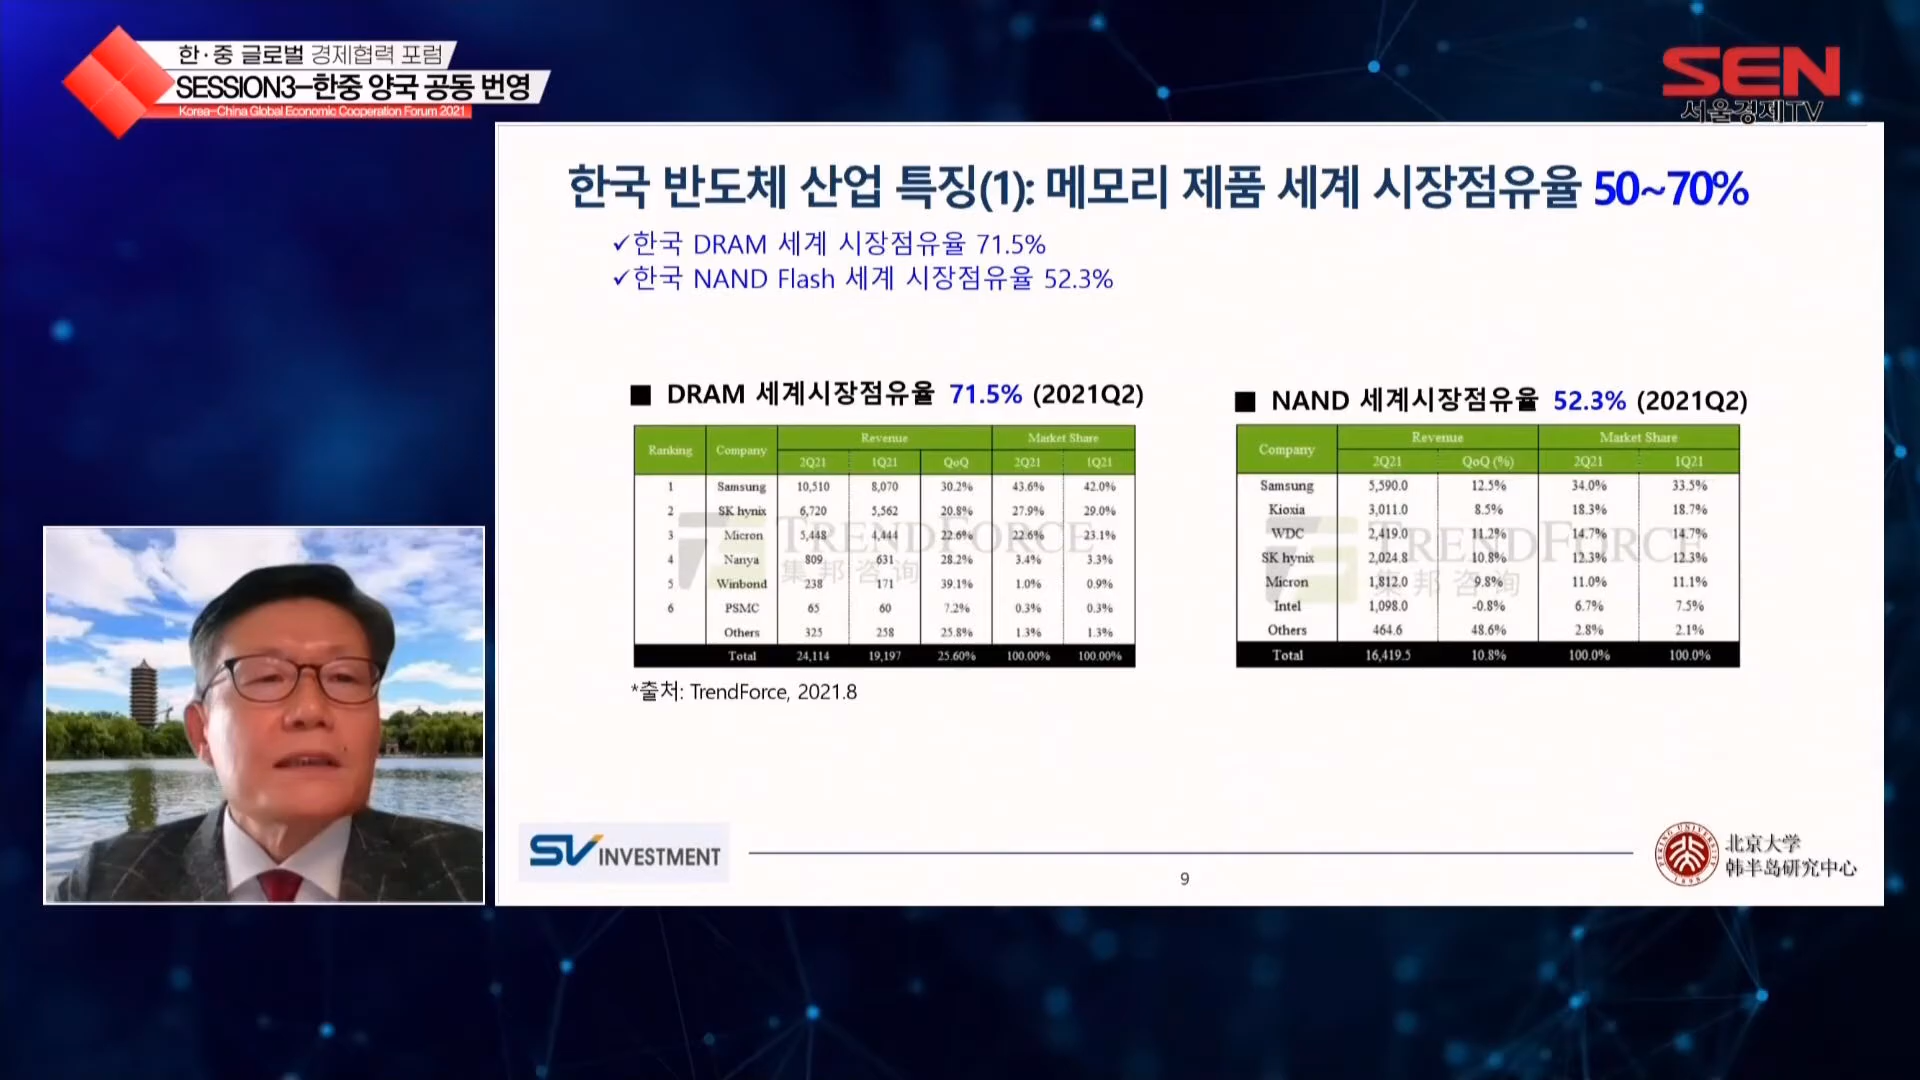 한·중 글로벌 경제협력 포럼
SESSION3-한중 양국 공동 번영
Korea-China Global Economic Cooperation Forum 2021
SEN
서울경제TV
한국 반도체 산업 특징(1): 메모리 제품 세계 시장점유율 50~70%
✓한국 DRAM 세계 시장점유율 71.5%
✓한국 NAND Flash 세계 시장점유율 52.3%
■ DRAM 세계시장점유율 71.5% (2021Q2)
Ranking Company Revenue Market Share
2Q21 1Q21 QoQ 2Q21 1Q21
1 Samsung 10,510 8,070 30.2% 43.6% 42.0%
2 SK hynix 6,720 5,562 20.8% 27.9% 29.0%
3 Micron 5,448 4,444 22.6% 22.6% 23.1%
4 Nanya 809 631 28.2% 3.4% 3.3%
5 Winbond 238 171 39.1% 1.0% 0.9%
6 PSMC 65 60 7.2% 0.3% 0.3%
Others 325 258 25.8% 1.3% 1.3%
Total 24,114 19,197 25.60% 100.00% 100.00%
TRENDFORCE
集邦咨询
*출처: TrendForce, 2021.8
■ NAND 세계시장점유율 52.3% (2021Q2)
Company Revenue Market Share
2Q21 QoQ (%) 2Q21 1Q21
Samsung 5,590.0 12.5% 34.0% 33.5%
Kioxia 3,011.0 8.5% 18.3% 18.7%
WDC 2,419.0 11.2% 14.7% 14.7%
SK hynix 2,024.8 10.8% 12.3% 12.3%
Micron 1,812.0 9.8% 11.0% 11.1%
Intel 1,098.0 -0.8% 6.7% 7.5%
Others 464.6 48.6% 2.8% 2.1%
Total 16,419.5 10.8% 100.0% 100.0%
TRENDFORCE
集邦咨询
SV INVESTMENT
9
PEKING UNIVERSITY
1898
北京大学
韩半岛研究中心